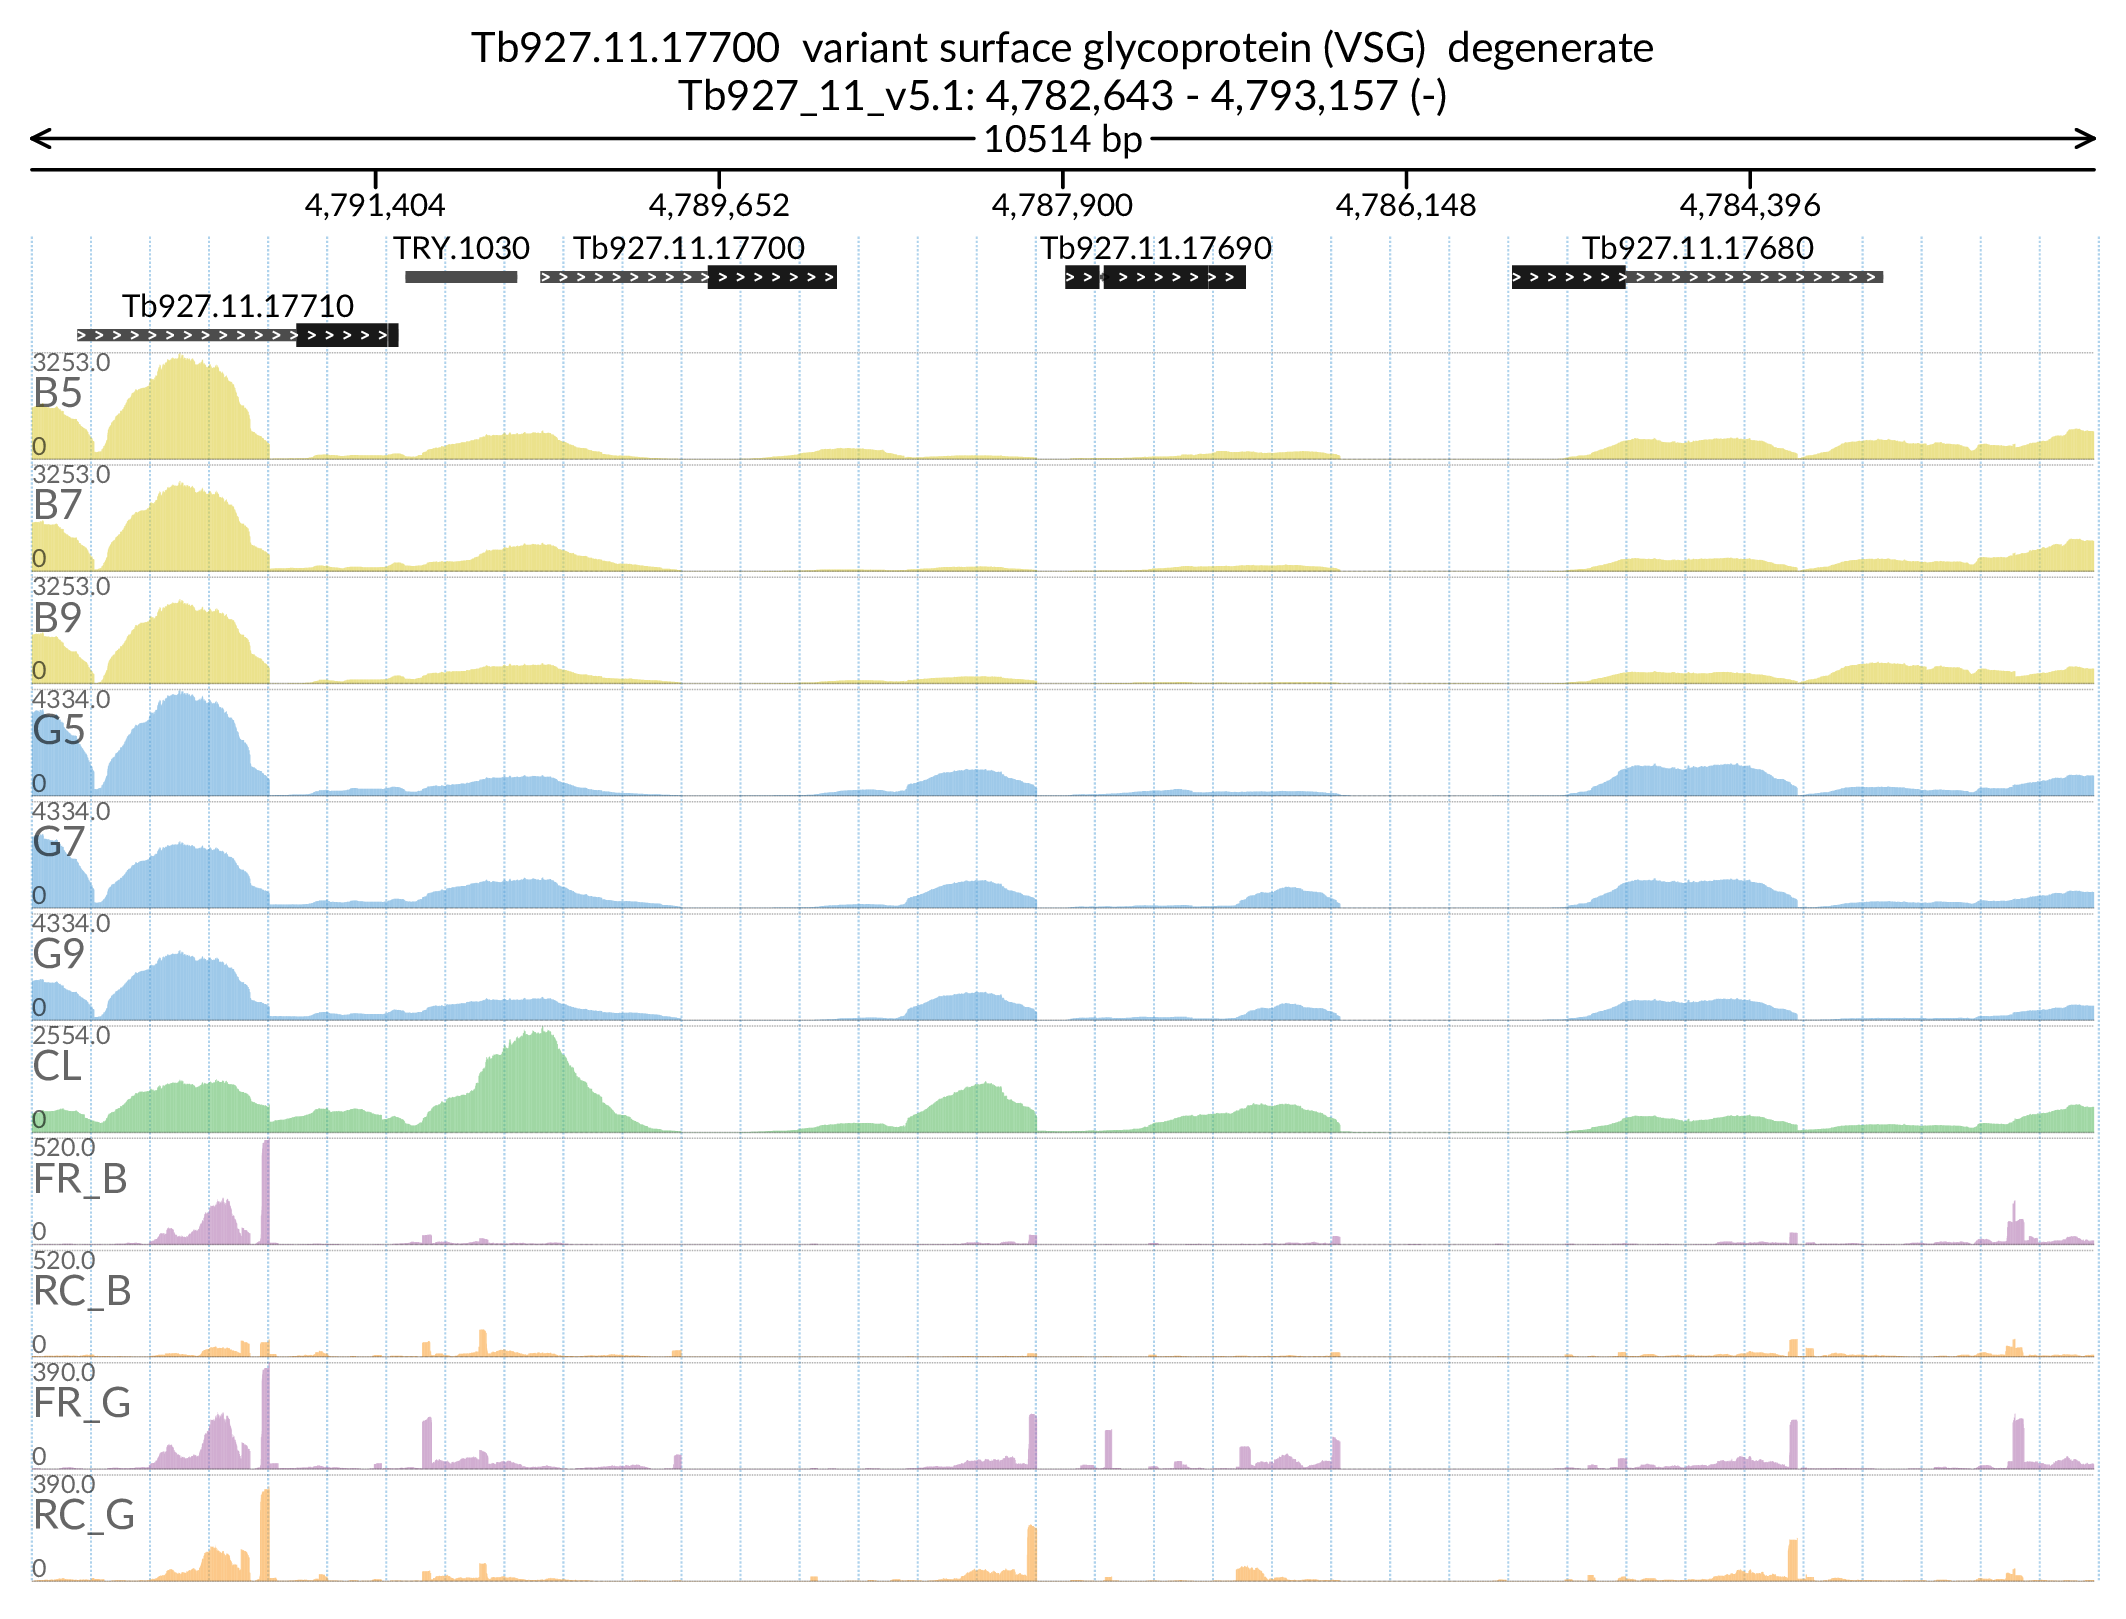 Tb927.11.17700 variant surface glycoprotein (VSG) degenerate
Tb927_11_v5.1: 4,782,643 - 4,793,157 (-)
10514 bp
4,791,404 4,789,652 4,787,900 4,786,148 4,784,396
TRY.1030 Tb927.11.17700 Tb927.11.17690 Tb927.11.17680
Tb927.11.17710
3253.0
B5
0
3253.0
B7
0
3253.0
B9
0
4334.0
G5
0
4334.0
G7
0
4334.0
G9
0
2554.0
CL
0
520.0
FR_B
0
520.0
RC_B
0
390.0
FR_G
0
390.0
RC_G
0